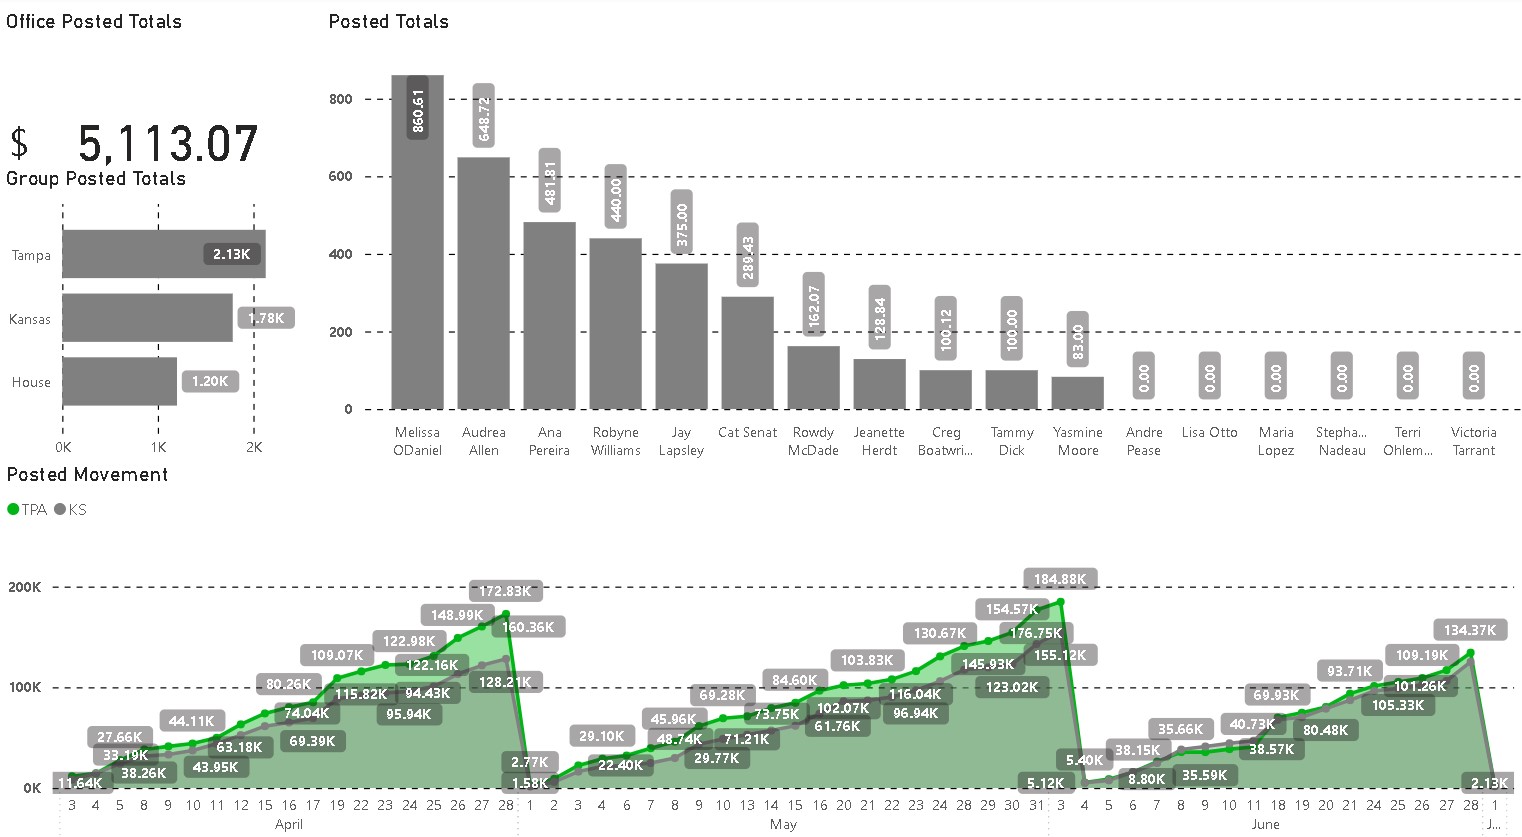 Office Posted Totals
$ 5,113.07
Group Posted Totals
Tampa 2.13K
Kansas 1.78K
House 1.20K
0K 1K 2K
Posted Totals
800
600
400
200
0
860.61 648.72 481.81 440.00 375.00 289.43 162.07 128.84 100.12 100.00 83.00 0.00 0.00 0.00 0.00 0.00 0.00
Melissa Audrea Ana Robyne Jay Cat Senat Rowdy Jeanette Creg Tammy Yasmine Andre Lisa Otto Maria Stepha... Terri Victoria
ODaniel Allen Pereira Williams Lapsley McDade Herdt Boatwri... Dick Moore Pease Lopez Nadeau Ohlem... Tarrant
Posted Movement
TPA KS
200K
100K
0K
11.64K 27.66K 33.19K 38.26K 44.11K 43.95K 63.18K 80.26K 74.04K 69.39K 109.07K 115.82K 122.98K 95.94K 122.16K 94.43K 148.99K 172.83K 160.36K 128.21K
2.77K 1.58K 29.10K 22.40K 45.96K 48.74K 69.28K 29.77K 71.21K 73.75K 84.60K 102.07K 61.76K 103.83K 116.04K 96.94K 130.67K 145.93K 154.57K 123.02K 176.75K 184.88K 155.12K 5.12K
5.40K 38.15K 8.80K 35.66K 35.59K 40.73K 38.57K 69.93K 80.48K 93.71K 105.33K 109.19K 101.26K 134.37K 2.13K
3 4 5 8 9 10 11 12 15 16 17 19 22 23 24 25 26 27 28 1 2 3 4 6 7 8 9 10 13 14 15 16 20 21 22 23 24 28 29 30 31 3 4 5 6 7 8 9 10 11 18 19 20 21 24 25 26 27 28 1
April May June J...